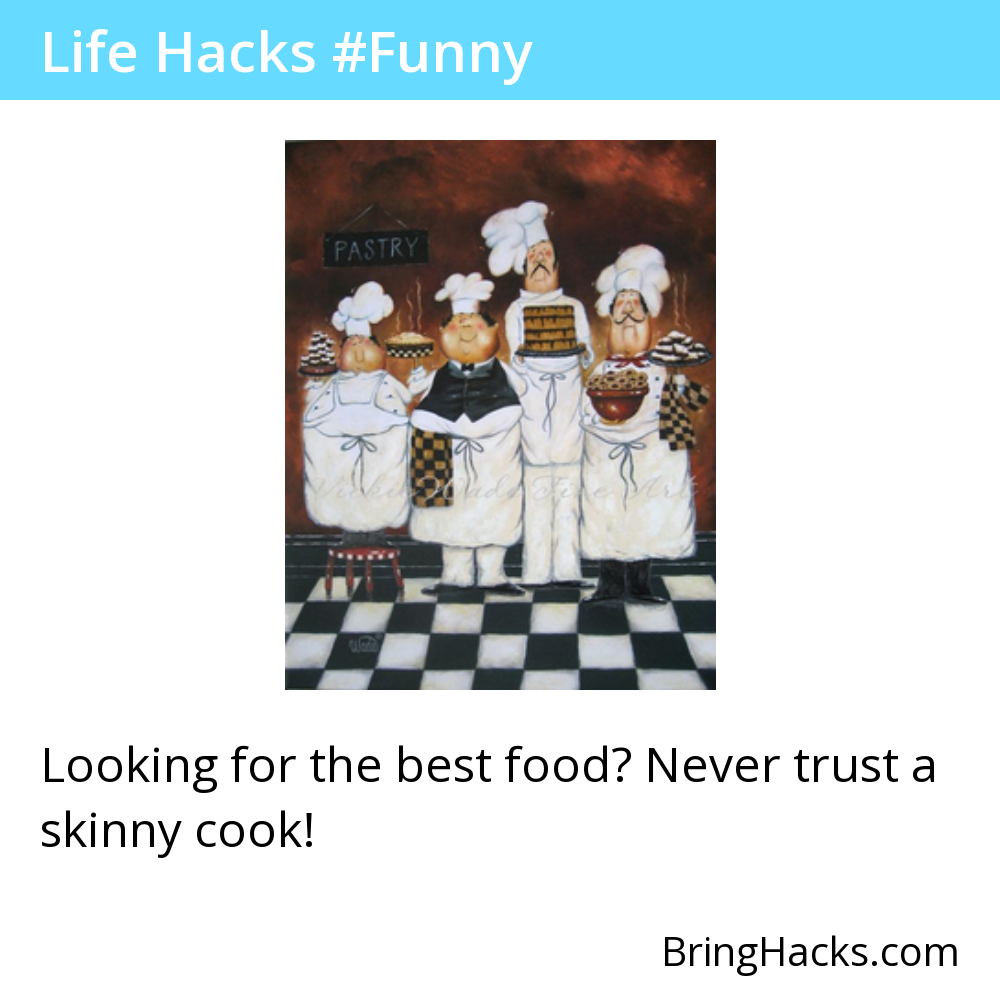 Life Hacks #Funny
PASTRY
Vickie Wade Fine Art
Wade
Looking for the best food? Never trust a
skinny cook!
BringHacks.com